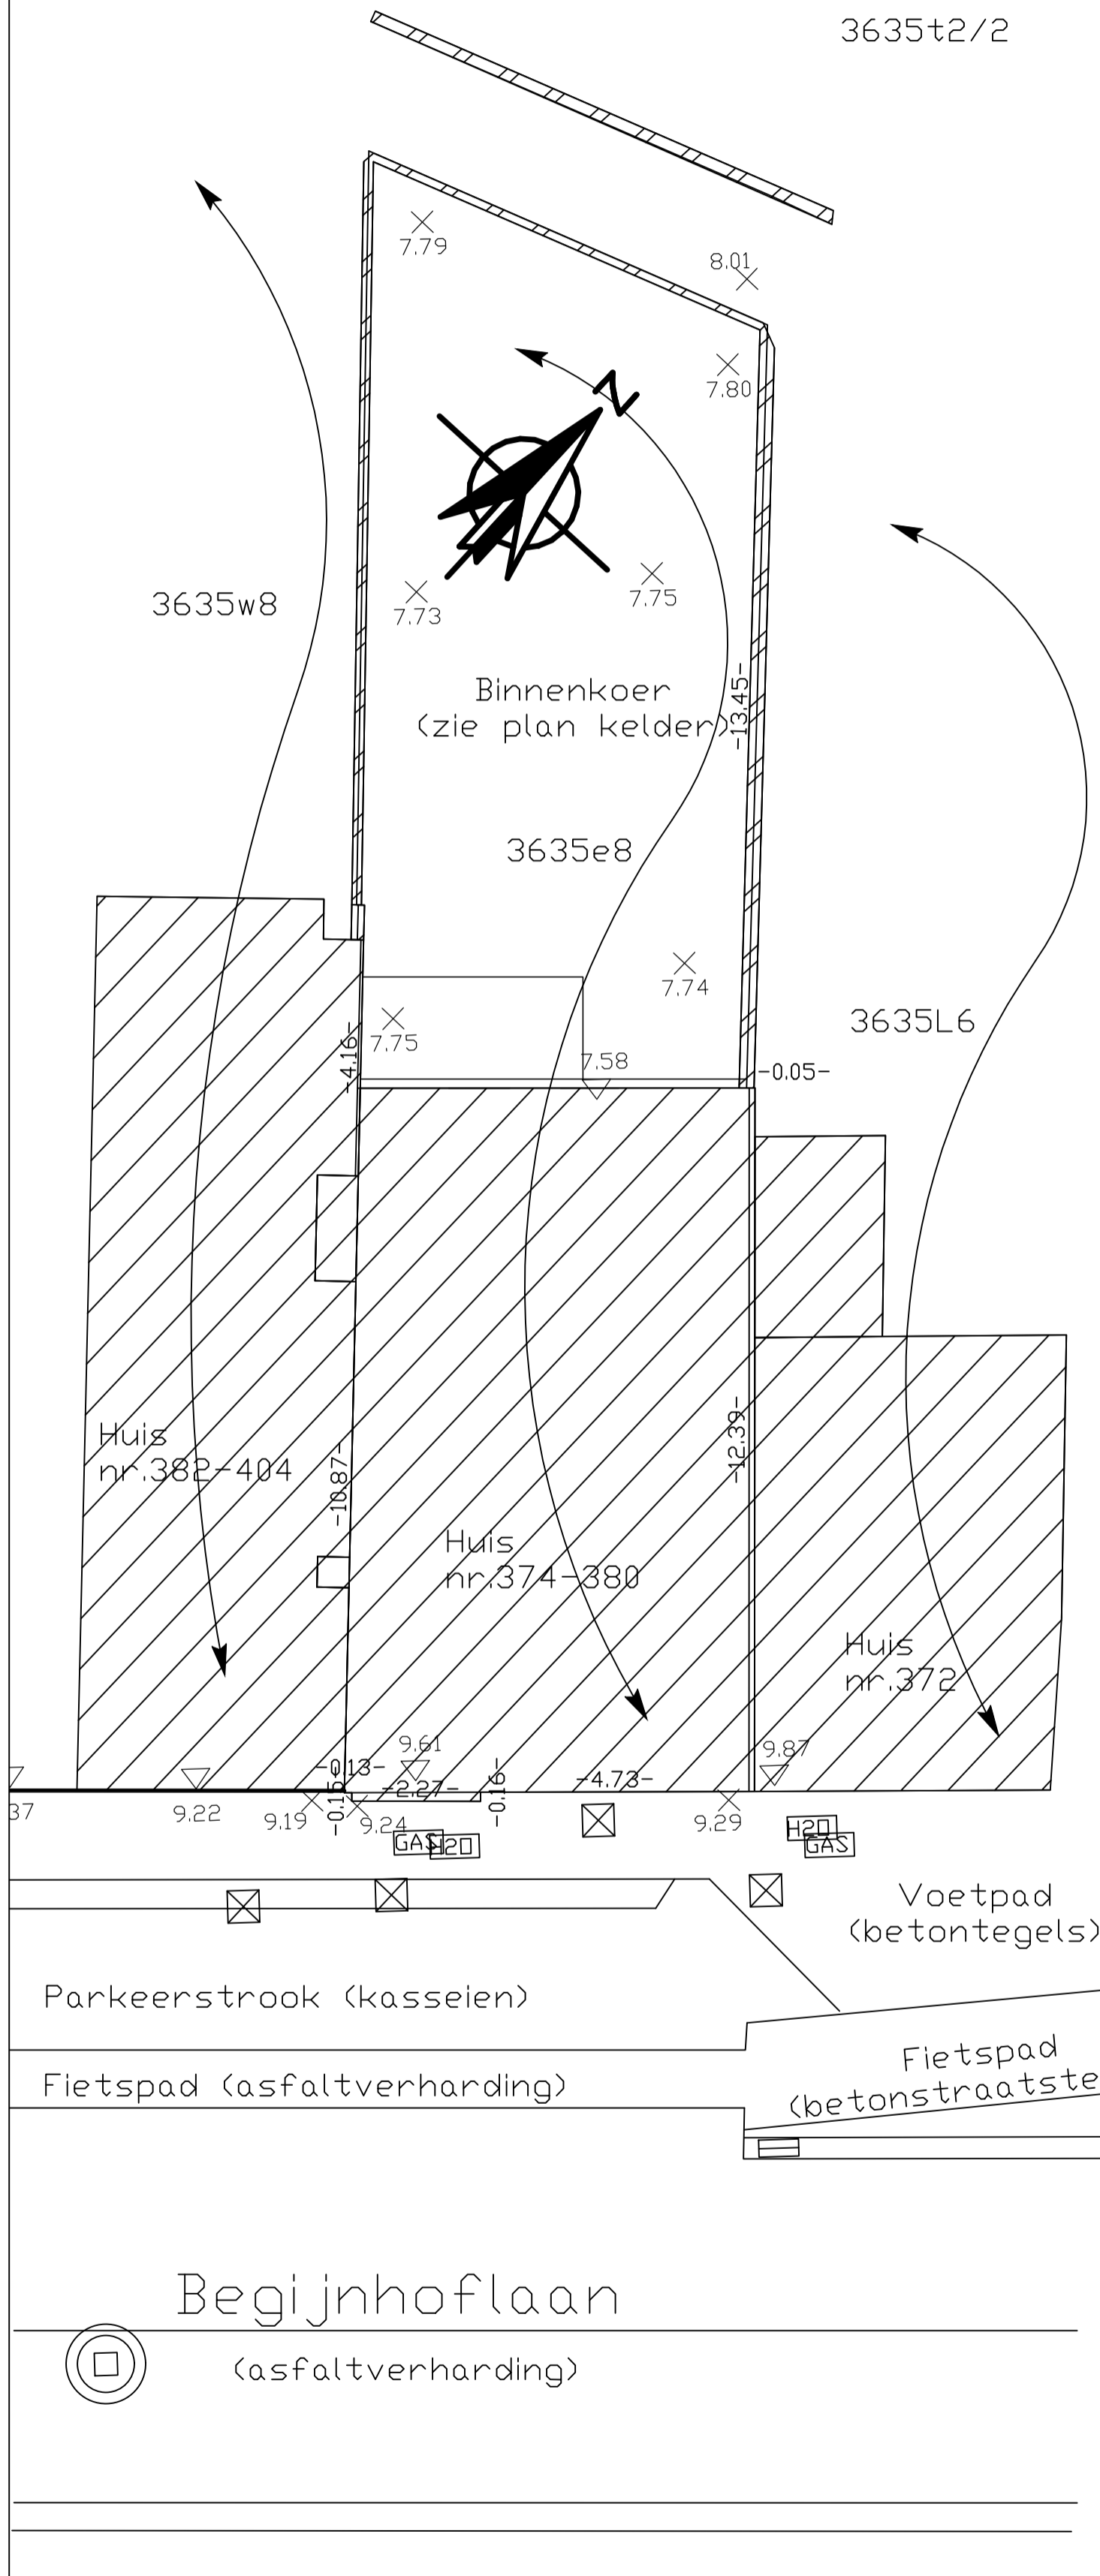 3635t2/2
7.79
8.01
7.80
N
7.73
7.75
3635w8
Binnenkoer
(zie plan kelder)
-13.45-
3635e8
7.74
7.75
-4.16-
3635L6
7.58
-0.05-
Huis
nr.382-404
-10.87-
-12.39-
Huis
nr.374-380
Huis
nr.372
9.61
9.87
-0.13-
-2.27-
-4.73-
-0.15-
-0.16-
37
9.22
9.19
9.24
9.29
GAS
H2O
H2O
GAS
Voetpad
(betontegels)
Parkeerstrook (kasseien)
Fietspad (asfaltverharding)
Fietspad
(betonstraatste
Begijnhoflaan
(asfaltverharding)